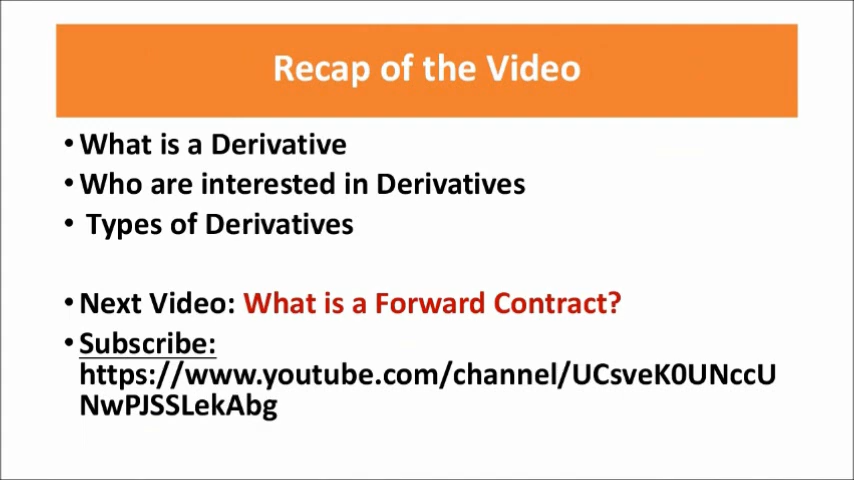 Recap of the Video
• What is a Derivative
• Who are interested in Derivatives
• Types of Derivatives
• Next Video: What is a Forward Contract?
• Subscribe:
https://www.youtube.com/channel/UCsveK0UNccU
NwPJSSLekAbg